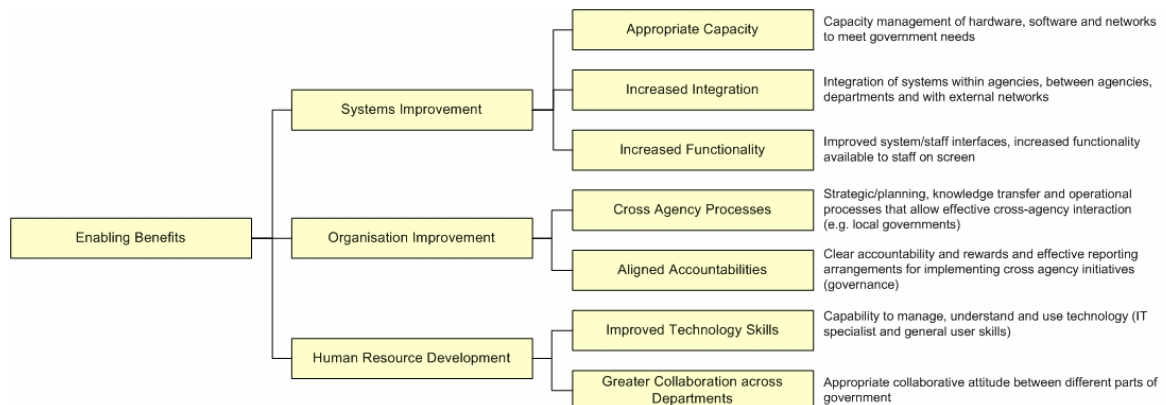 Appropriate Capacity
Capacity management of hardware, software and networks
to meet government needs
Increased Integration
Integration of systems within agencies, between agencies,
departments and with external networks
Systems Improvement
Increased Functionality
Improved system/staff interfaces, increased functionality
available to staff on screen
Cross Agency Processes
Strategic/planning, knowledge transfer and operational
processes that allow effective cross-agency interaction
(e.g. local governments)
Enabling Benefits
Organisation Improvement
Aligned Accountabilities
Clear accountability and rewards and effective reporting
arrangements for implementing cross agency initiatives
(governance)
Improved Technology Skills
Capability to manage, understand and use technology (IT
specialist and general user skills)
Human Resource Development
Greater Collaboration across
Departments
Appropriate collaborative attitude between different parts of
government